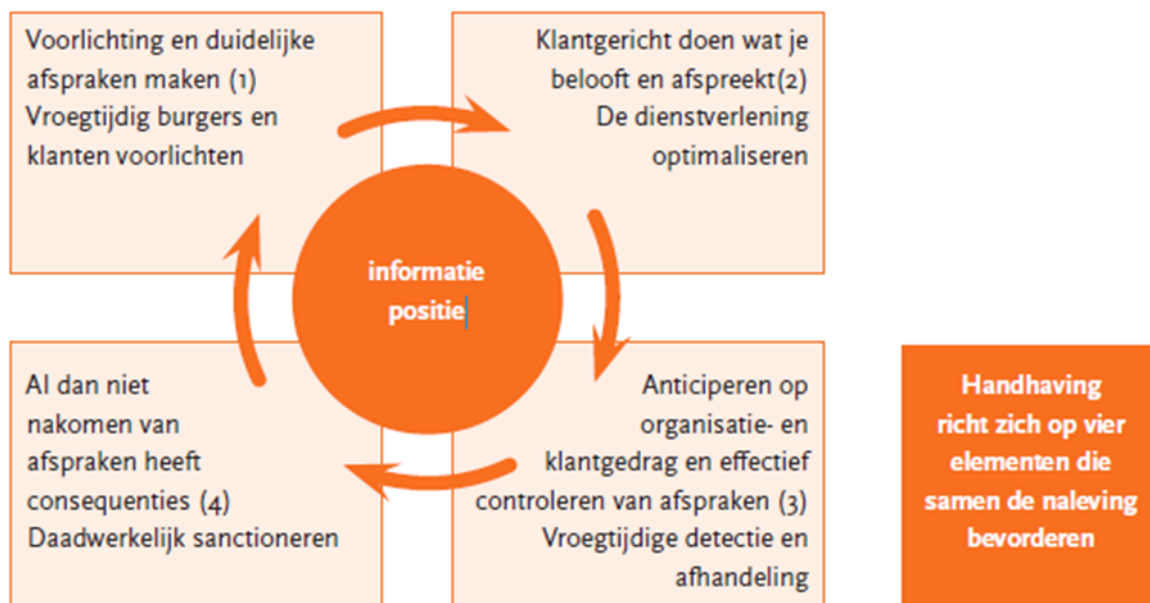 Voorlichting en duidelijke
afspraken maken (1)
Vroegtijdig burgers en
klanten voorlichten
Klantgericht doen wat je
belooft en afspreekt(2)
De dienstverlening
optimaliseren
informatie
positie
Al dan niet
nakomen van
afspraken heeft
consequenties (4)
Daadwerkelijk sanctioneren
Anticiperen op
organisatie- en
klantgedrag en effectief
controleren van afspraken (3)
Vroegtijdige detectie en
afhandeling
Handhaving
richt zich op vier
elementen die
samen de naleving
bevorderen